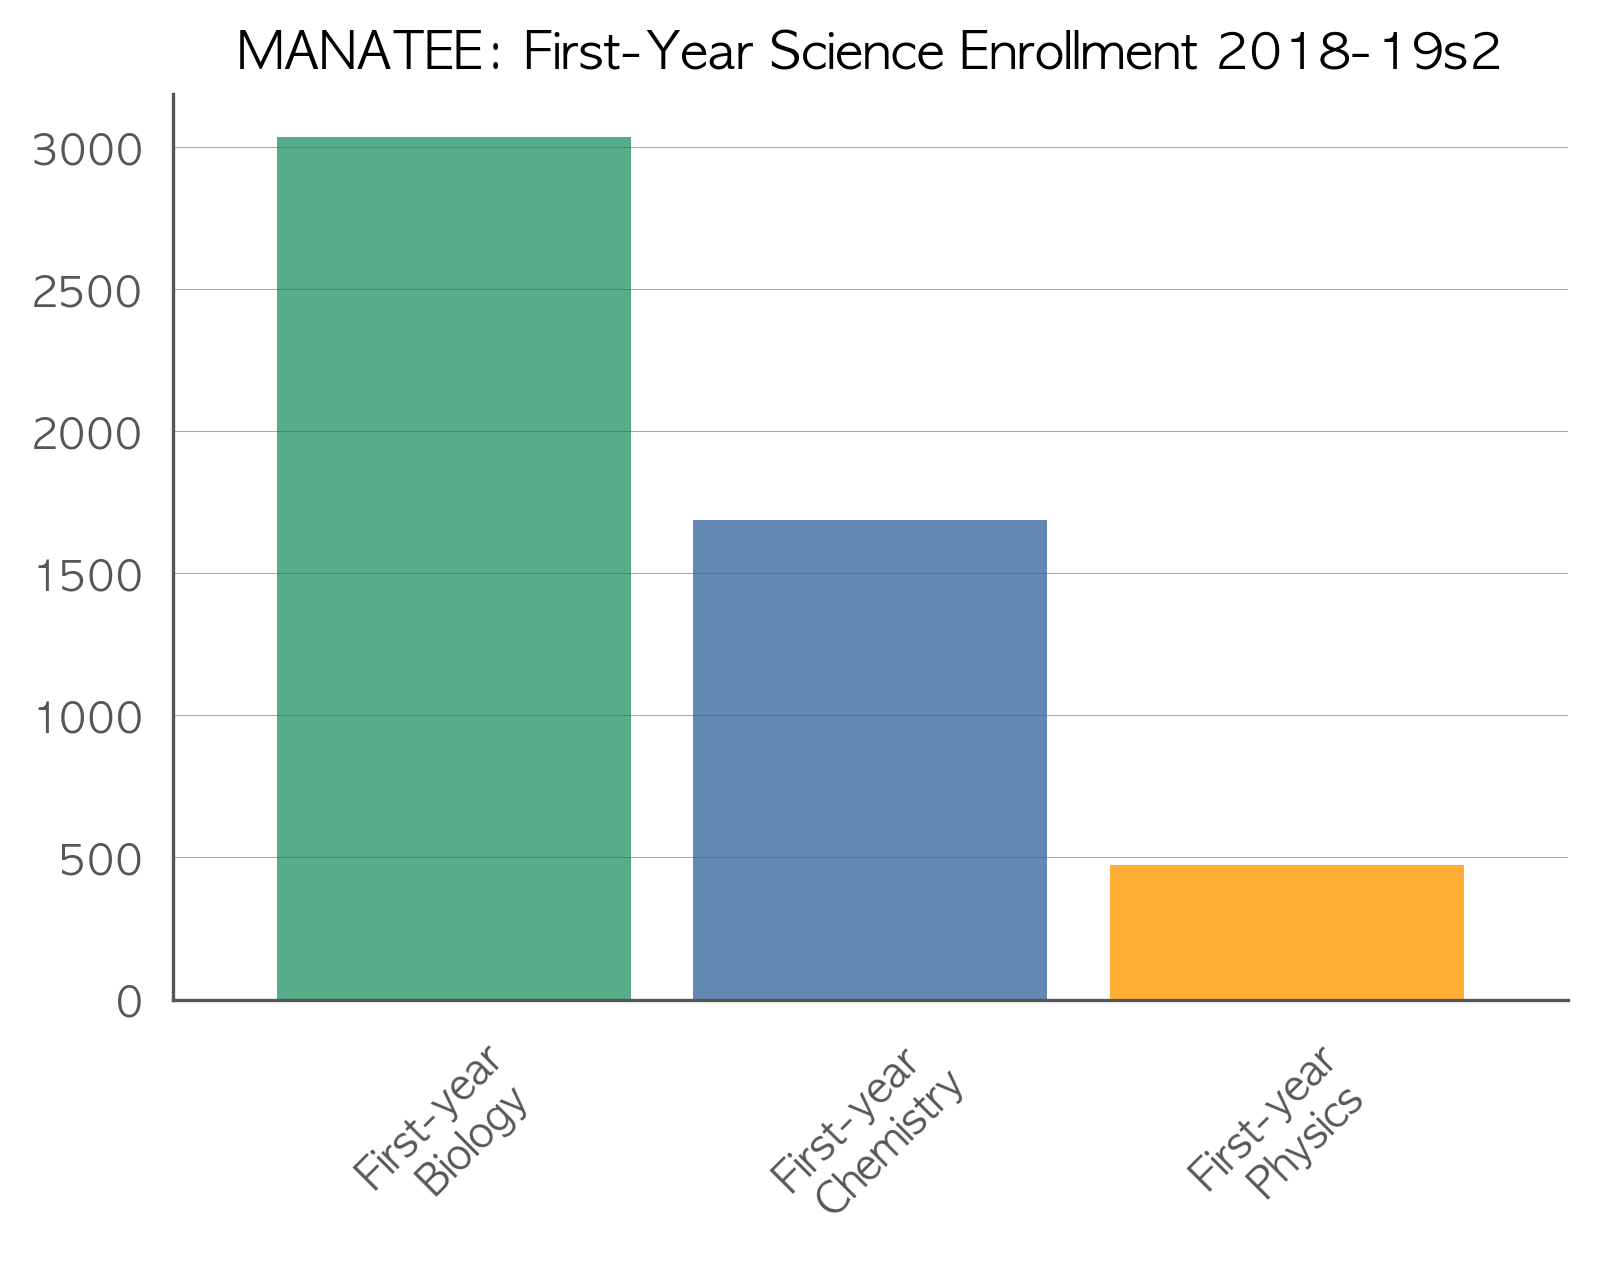 MANATEE: First-Year Science Enrollment 2018-19s2
3000
2500
2000
1500
1000
500
0
First-year
Biology
First-year
Chemistry
First-year
Physics